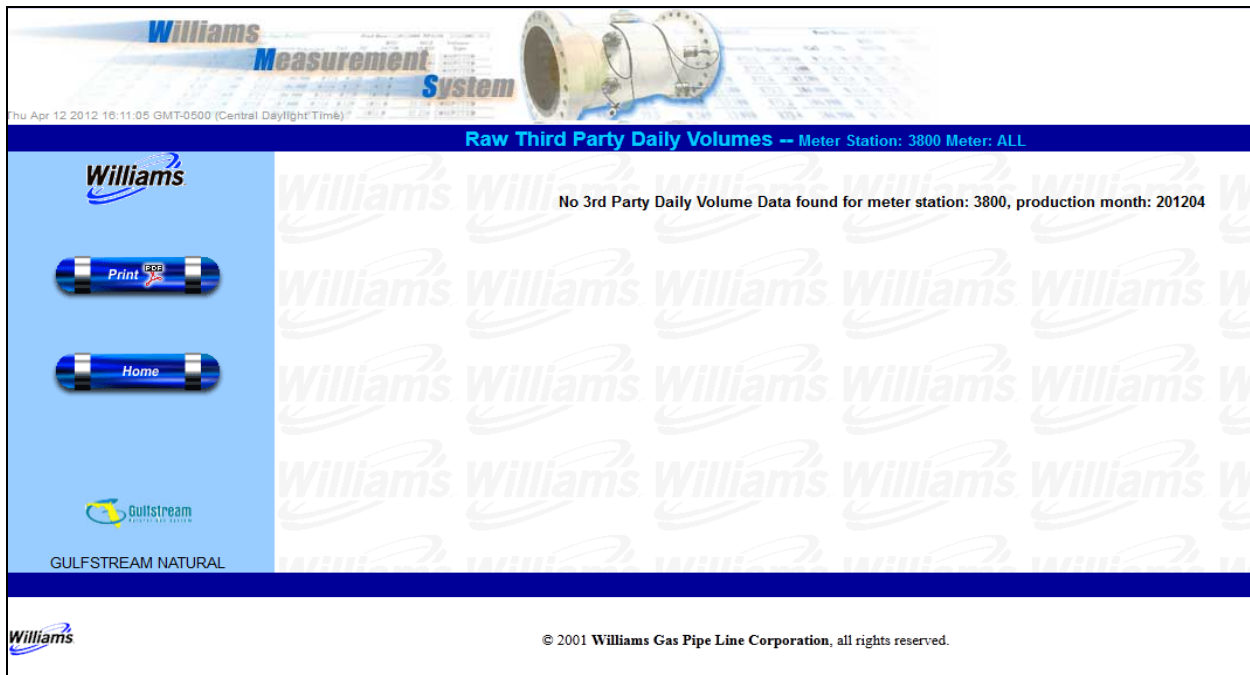 Williams
Measurement
System
Thu Apr 12 2012 16:11:05 GMT-0500 (Central Daylight Time)
Raw Third Party Daily Volumes -- Meter Station: 3800 Meter: ALL
Williams
No 3rd Party Daily Volume Data found for meter station: 3800, production month: 201204
Print PDF
Home
Gulfstream
GULFSTREAM NATURAL
Williams
© 2001 Williams Gas Pipe Line Corporation, all rights reserved.